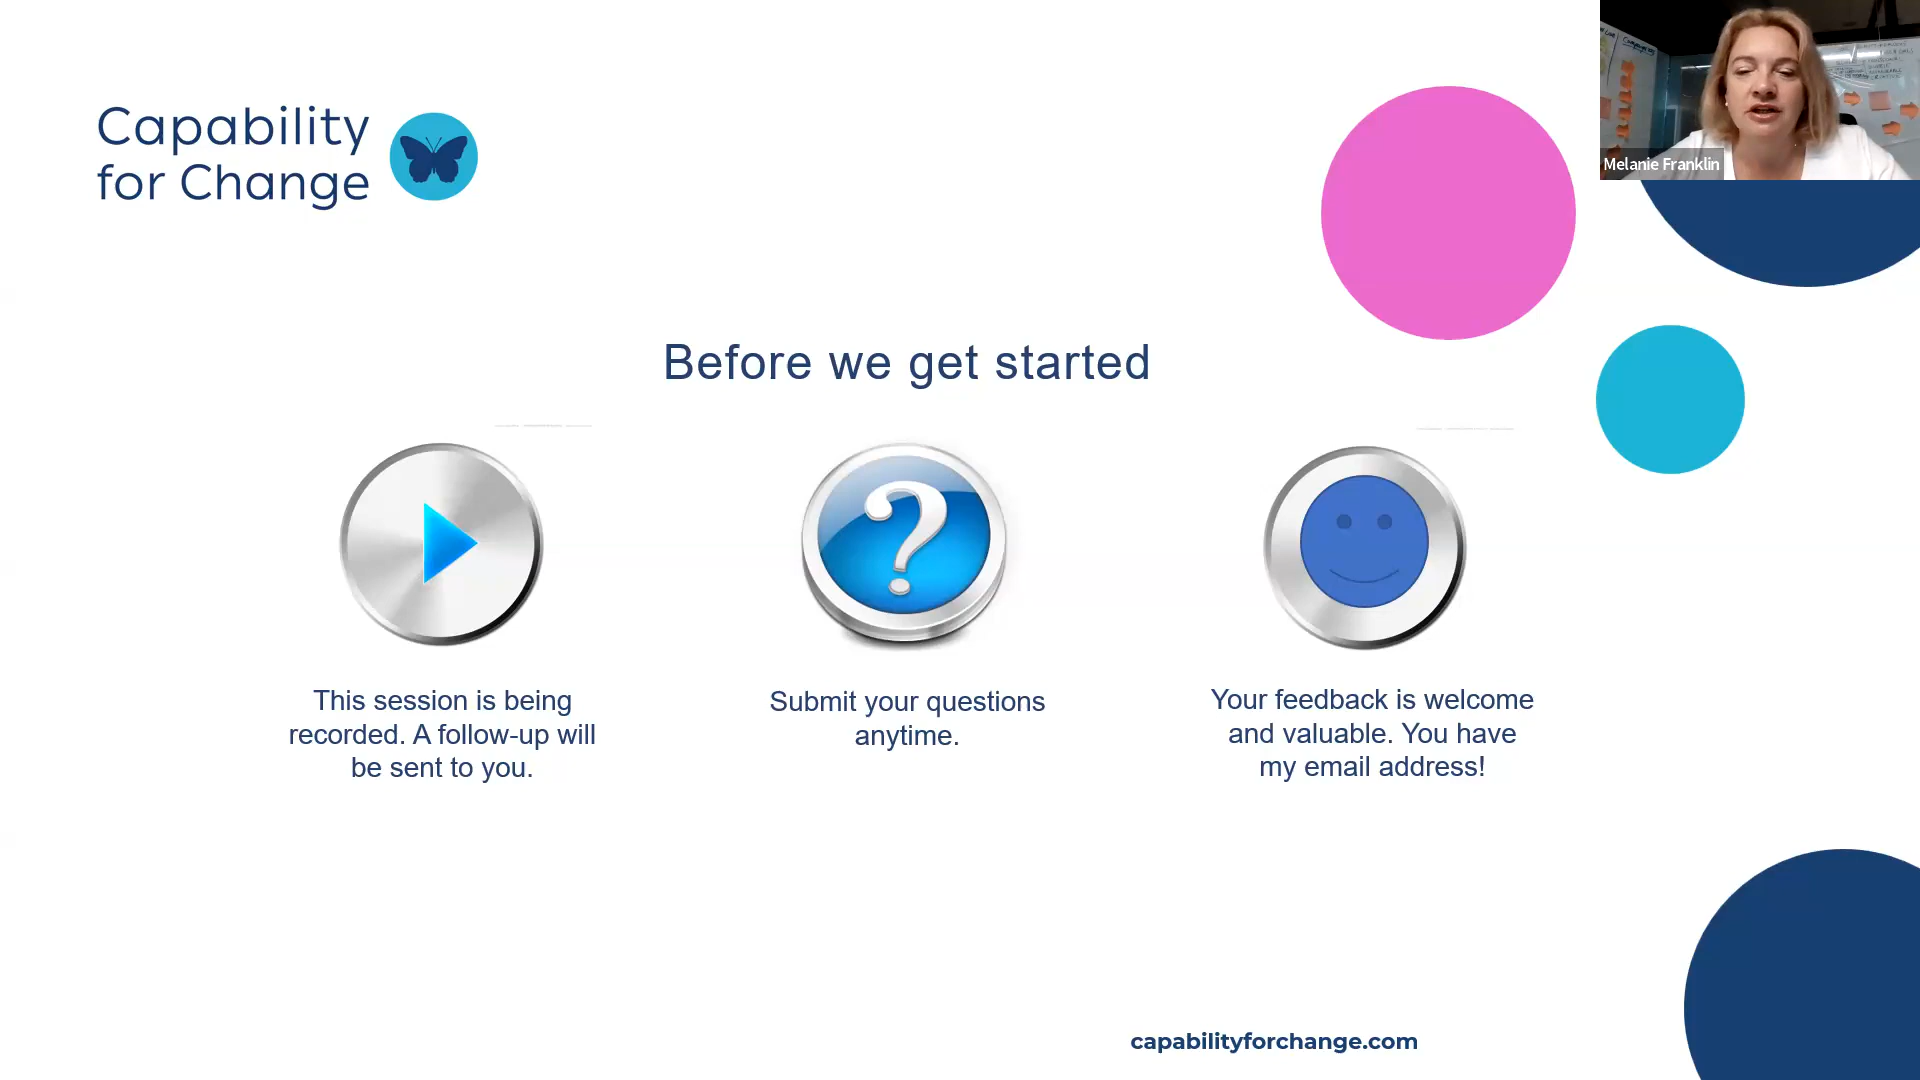 Capability
for Change
Melanie Franklin
Before we get started
This session is being
recorded. A follow-up will
be sent to you.
Submit your questions
anytime.
Your feedback is welcome
and valuable. You have
my email address!
capabilityforchange.com